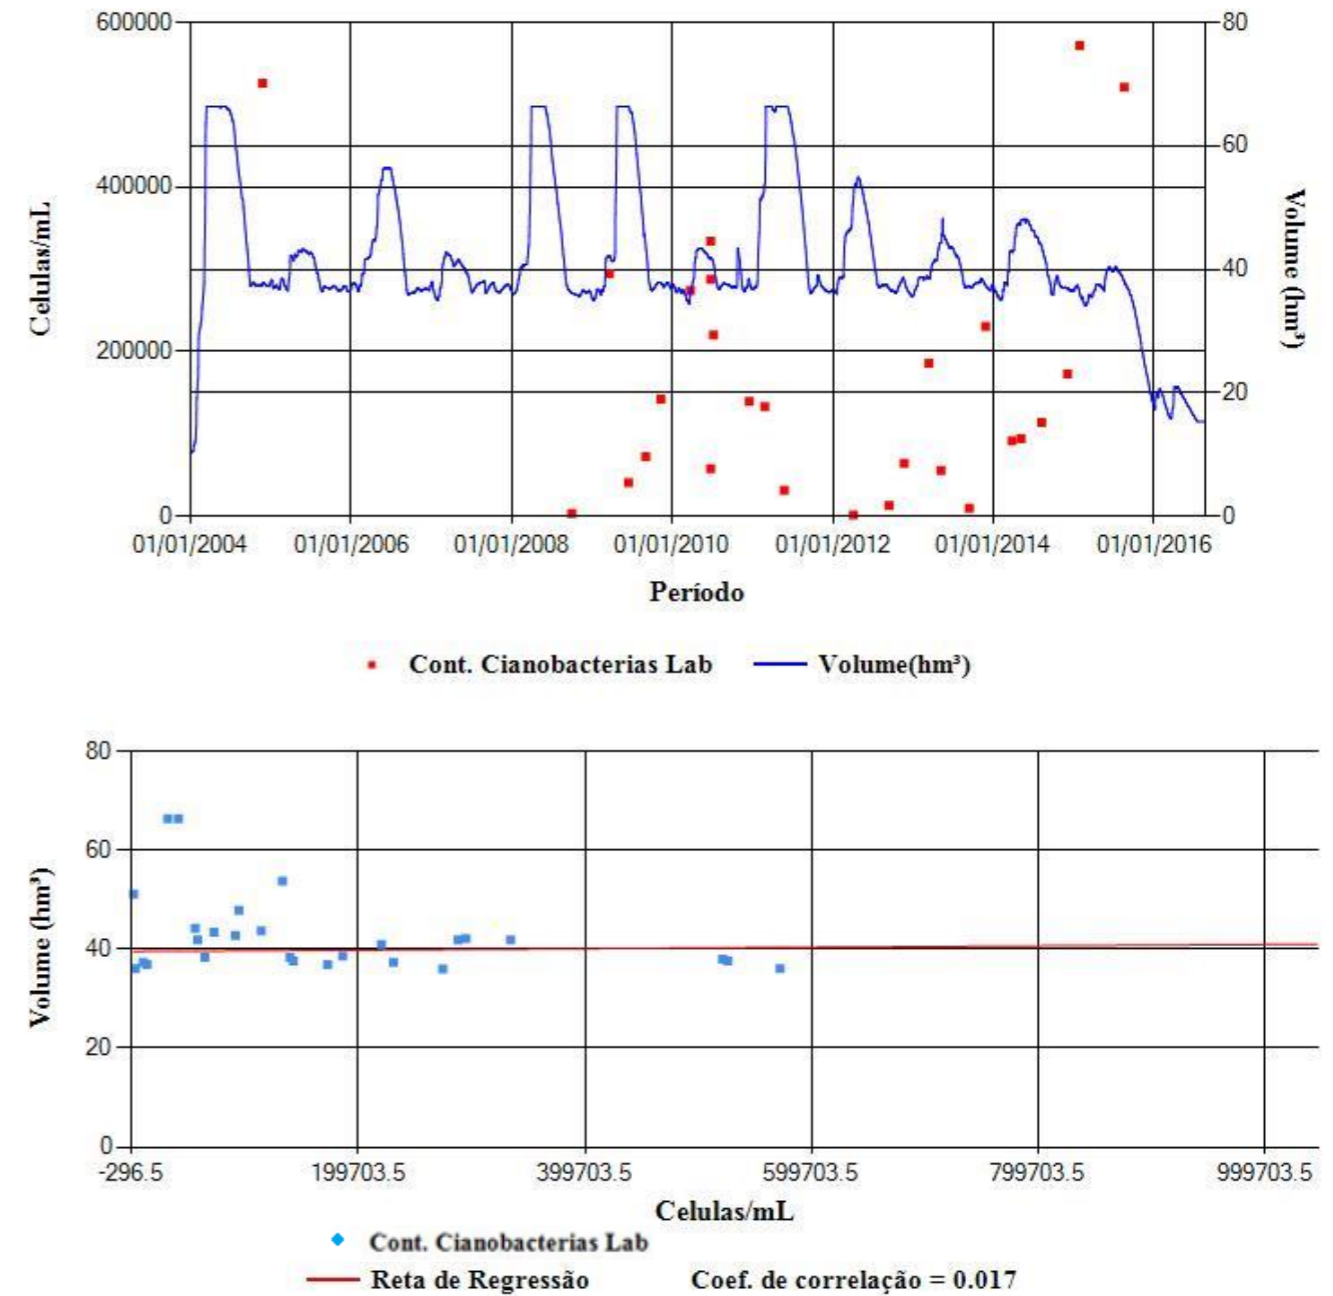 600000
400000
200000
0
80
60
40
20
0
Celulas/mL
Volume (hm³)
01/01/2004 01/01/2006 01/01/2008 01/01/2010 01/01/2012 01/01/2014 01/01/2016
Período
Cont. Cianobacterias Lab Volume(hm³)
80
60
40
20
0
Volume (hm³)
-296.5 199703.5 399703.5 599703.5 799703.5 999703.5
Celulas/mL
Cont. Cianobacterias Lab
Reta de Regressão Coef. de correlação = 0.017